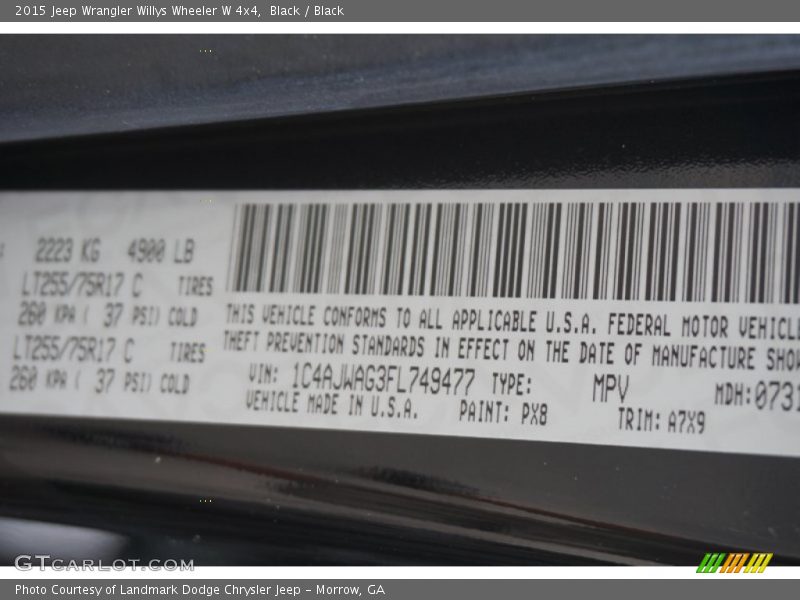 2015 Jeep Wrangler Willys Wheeler W 4x4, Black / Black
2223 KG 4900 LB
LT255/75R17 C TIRES
260 KPA ( 37 PSI) COLD
LT255/75R17 C TIRES
260 KPA ( 37 PSI) COLD
THIS VEHICLE CONFORMS TO ALL APPLICABLE U.S.A. FEDERAL MOTOR VEHICLE
THEFT PREVENTION STANDARDS IN EFFECT ON THE DATE OF MANUFACTURE SHOW
VIN: 1C4AJWAG3FL749477 TYPE: MPV MDH: 0731
VEHICLE MADE IN U.S.A. PAINT: PX8 TRIM: A7X9
GTCARLOT.COM
Photo Courtesy of Landmark Dodge Chrysler Jeep – Morrow, GA